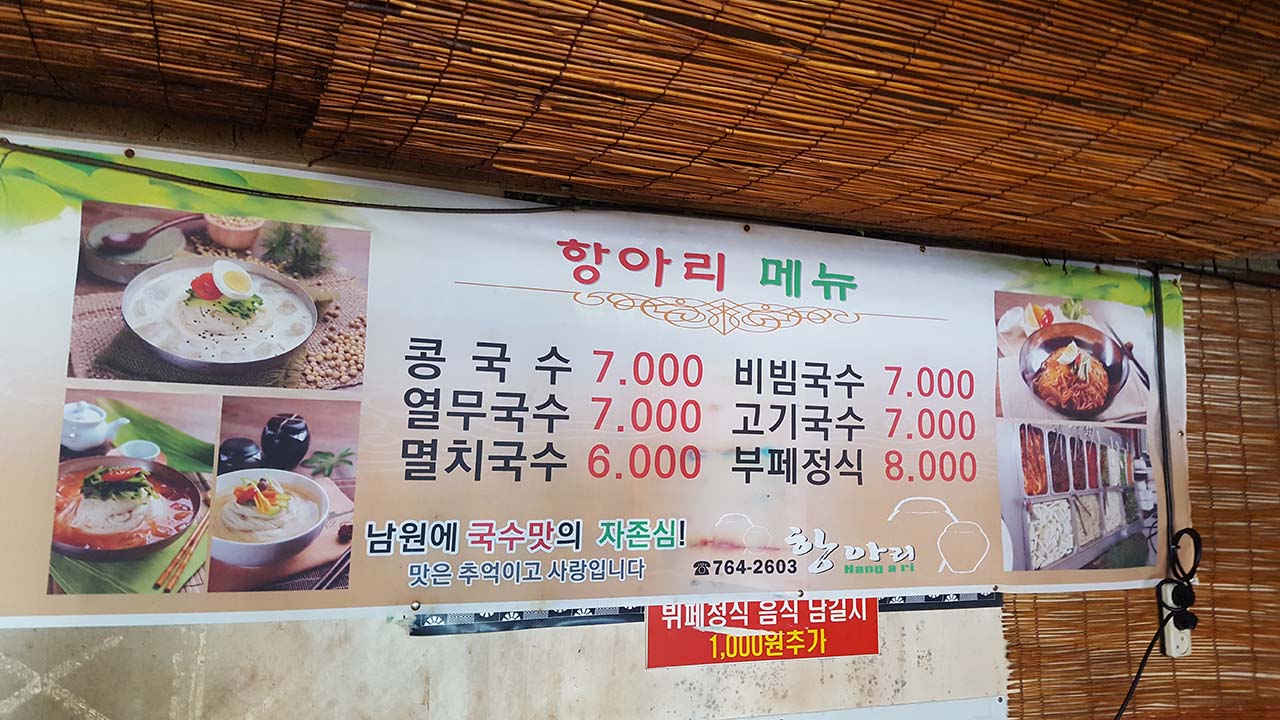 항아리 메뉴
콩국수 7.000
비빔국수 7.000
열무국수 7.000
고기국수 7.000
멸치국수 6.000
부페정식 8.000
남원에 국수맛의 자존심!
맛은 추억이고 사랑입니다
☎764-2603
항아리
Hang a ri
뷔페정식 음식 남길시
1,000원추가